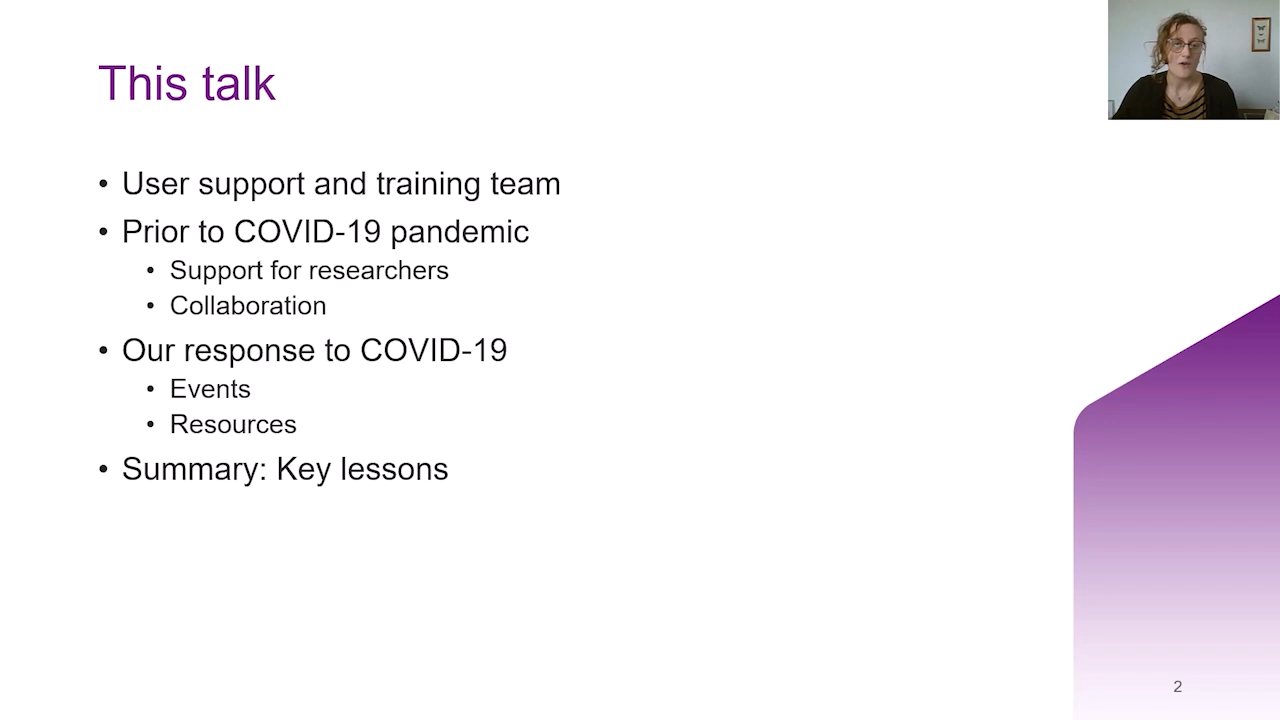 This talk
• User support and training team
• Prior to COVID-19 pandemic
• Support for researchers
• Collaboration
• Our response to COVID-19
• Events
• Resources
• Summary: Key lessons
2